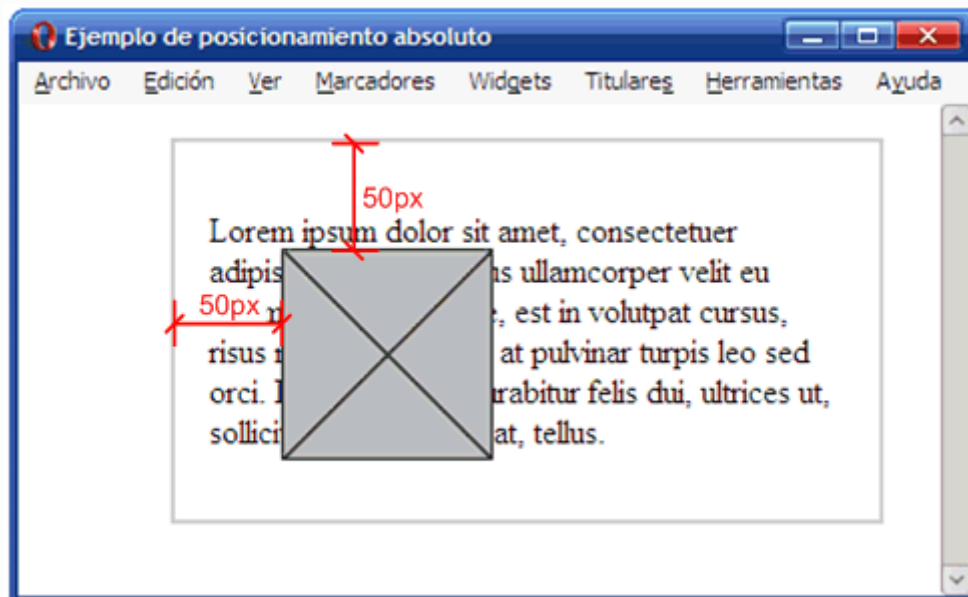 Ejemplo de posicionamiento absoluto
Archivo Edición Ver Marcadores Widgets Titulares Herramientas Ayuda
50px
Lorem ipsum dolor sit amet, consectetuer
adipis us ullamcorper velit eu
50px e, est in volutpat cursus,
risus at pulvinar turpis leo sed
orci. rabitur felis dui, ultrices ut,
sollici at, tellus.